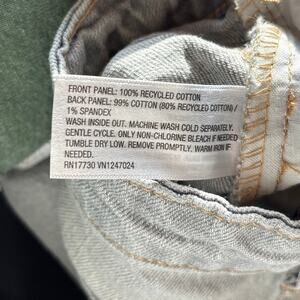 FRONT PANEL: 100% RECYCLED COTTON
BACK PANEL: 99% COTTON (80% RECYCLED COTTON) /
1% SPANDEX
WASH INSIDE OUT. MACHINE WASH COLD SEPARATELY.
GENTLE CYCLE. ONLY NON-CHLORINE BLEACH IF NEEDED
TUMBLE DRY LOW. REMOVE PROMPTLY. WARM IRON IF
NEEDED.
RN17730 VN1247024